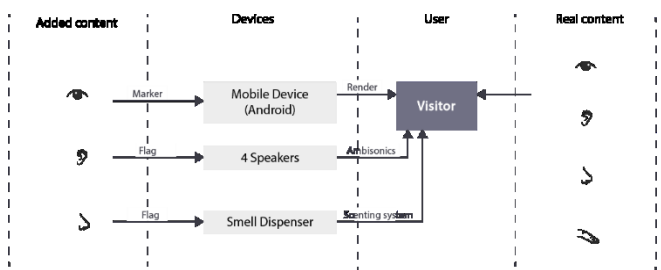 Added content
Devices
User
Real content
Marker
Mobile Device
(Android)
Render
Visitor
Flag
4 Speakers
Ambisonics
Flag
Smell Dispenser
Scenting system